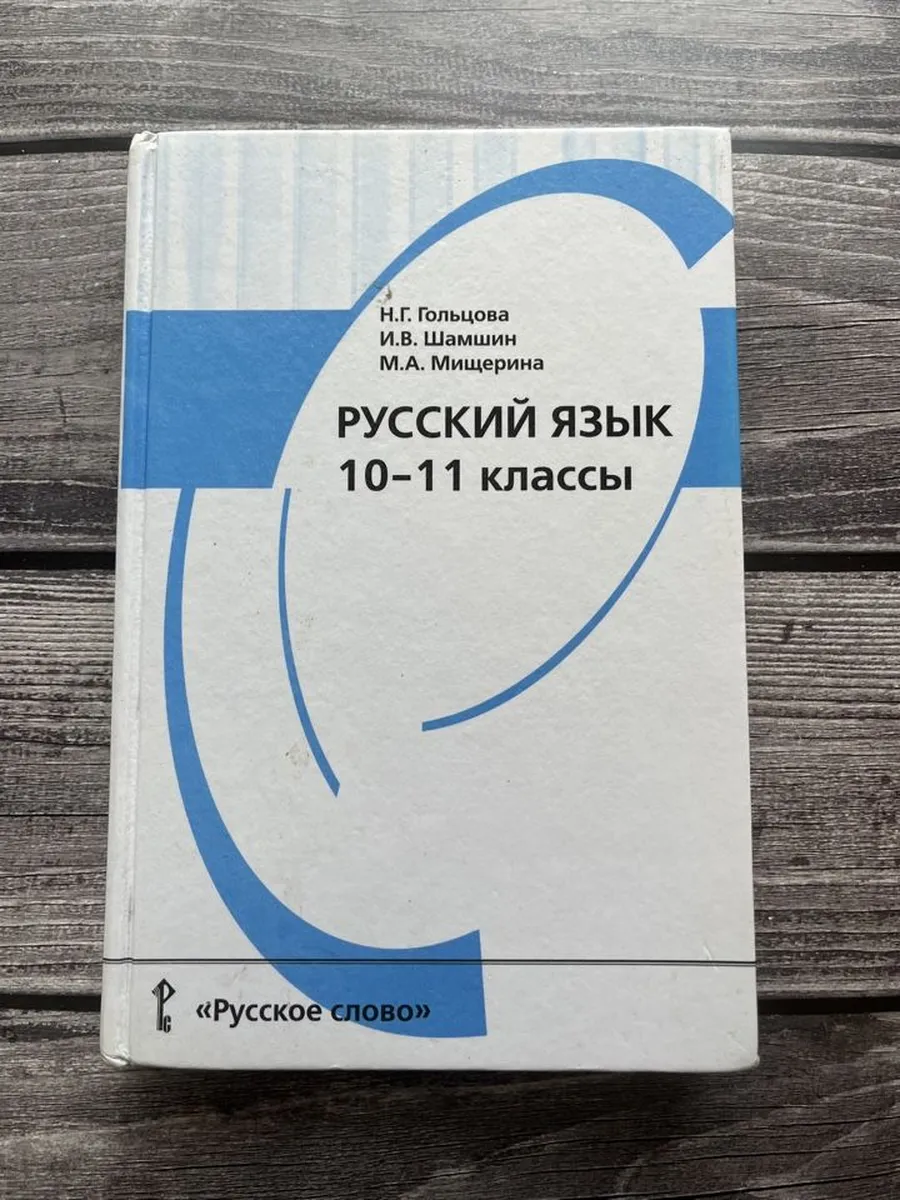 Н.Г. Гольцова
И.В. Шамшин
М.А. Мищерина
РУССКИЙ ЯЗЫК
10–11 классы
«Русское слово»